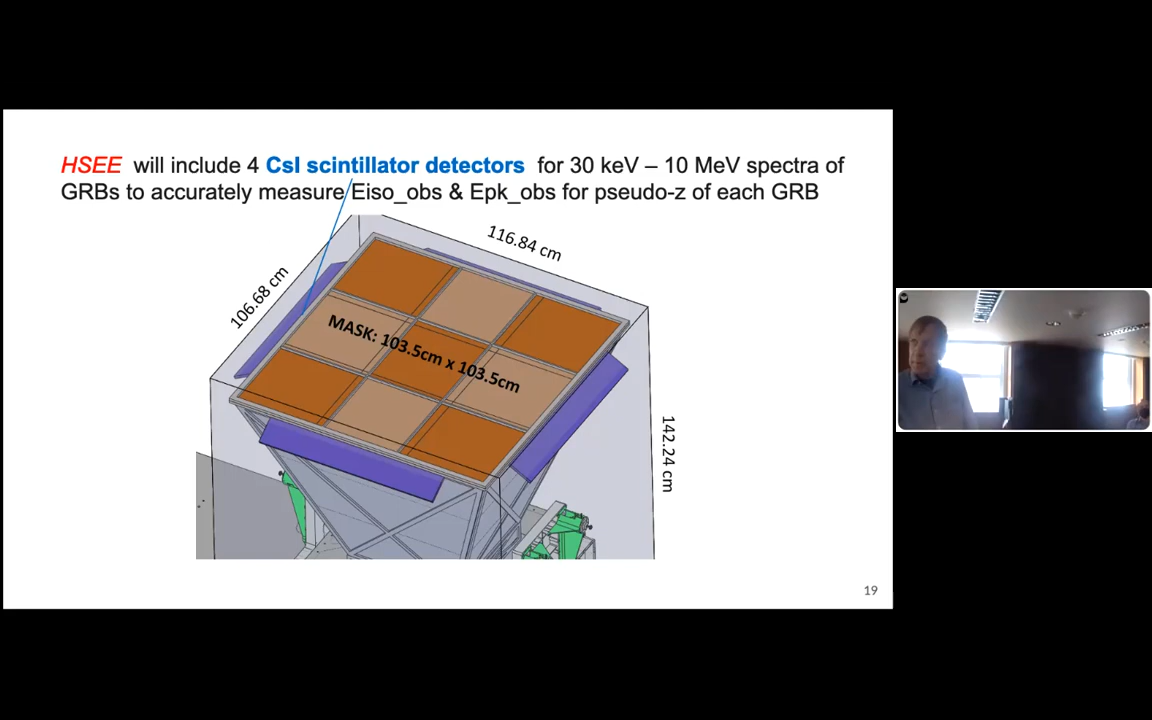 HSEE will include 4 CsI scintillator detectors for 30 keV – 10 MeV spectra of
GRBs to accurately measure Eiso_obs & Epk_obs for pseudo-z of each GRB
116.84 cm
106.68 cm
MASK: 103.5cm x 103.5cm
142.24 cm
19